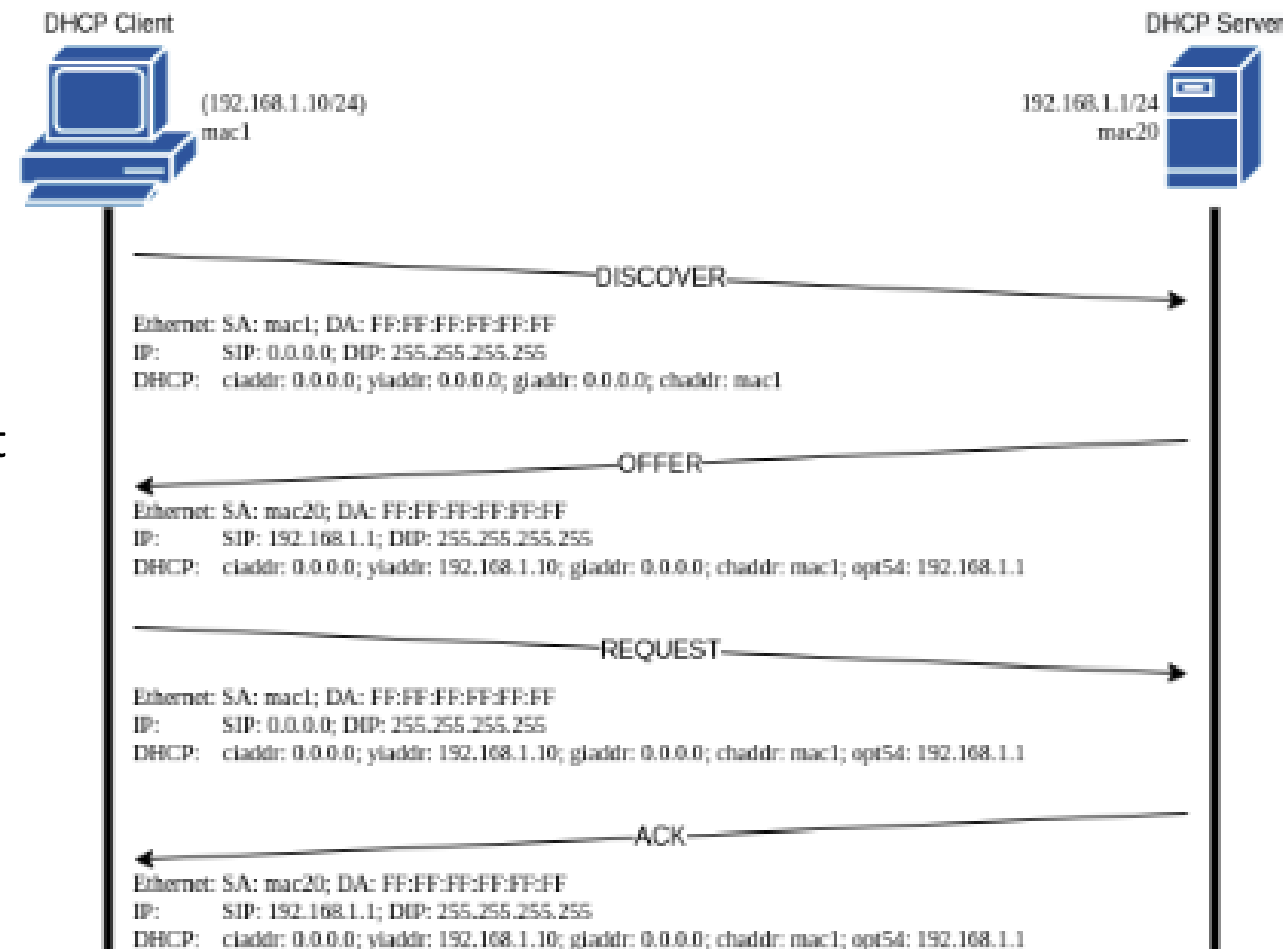 DHCP Client
DHCP Server
(192.168.1.10/24)
mac1
192.168.1.1/24
mac20
DISCOVER
Ethernet: SA: mac1; DA: FF:FF:FF:FF:FF:FF
IP: SIP: 0.0.0.0; DIP: 255.255.255.255
DHCP: ciaddr: 0.0.0.0; yiaddr: 0.0.0.0; giaddr: 0.0.0.0; chaddr: mac1
t
OFFER
Ethernet: SA: mac20; DA: FF:FF:FF:FF:FF:FF
IP: SIP: 192.168.1.1; DIP: 255.255.255.255
DHCP: ciaddr: 0.0.0.0; yiaddr: 192.168.1.10; giaddr: 0.0.0.0; chaddr: mac1; opt54: 192.168.1.1
REQUEST
Ethernet: SA: mac1; DA: FF:FF:FF:FF:FF:FF
IP: SIP: 0.0.0.0; DIP: 255.255.255.255
DHCP: ciaddr: 0.0.0.0; yiaddr: 192.168.1.10; giaddr: 0.0.0.0; chaddr: mac1; opt54: 192.168.1.1
ACK
Ethernet: SA: mac20; DA: FF:FF:FF:FF:FF:FF
IP: SIP: 192.168.1.1; DIP: 255.255.255.255
DHCP: ciaddr: 0.0.0.0; yiaddr: 192.168.1.10; giaddr: 0.0.0.0; chaddr: mac1; opt54: 192.168.1.1